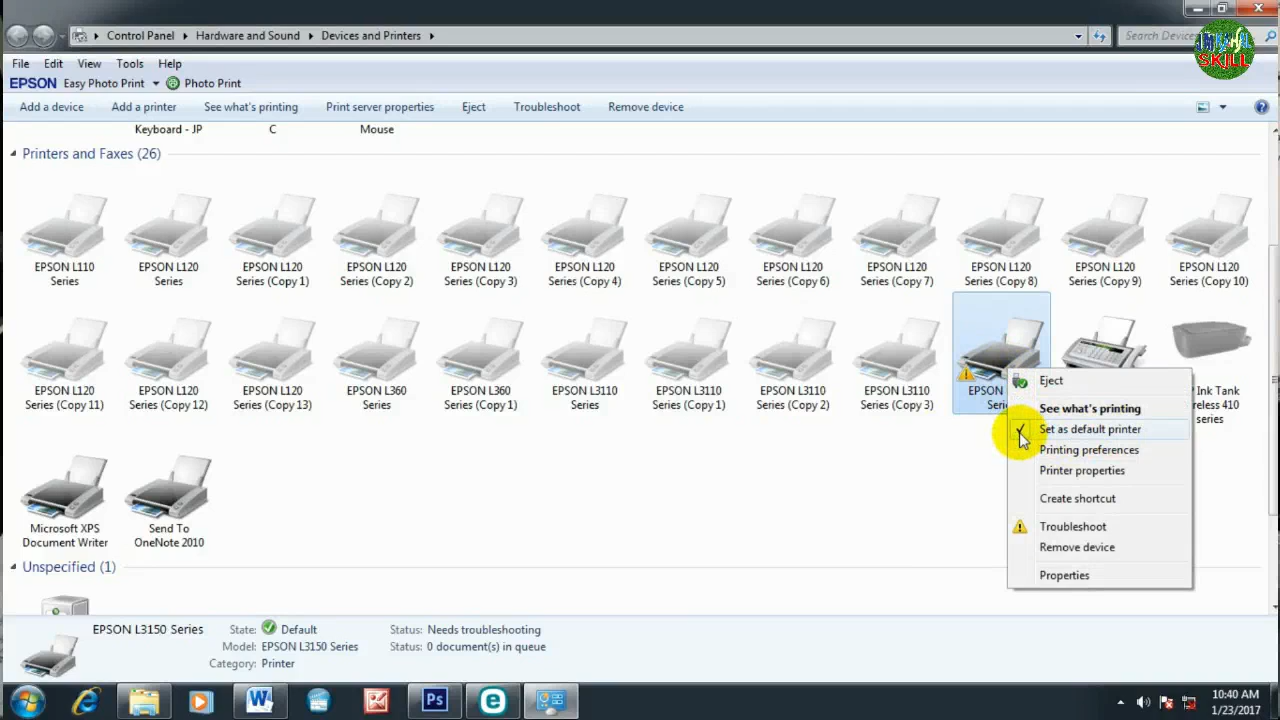 Control Panel
Hardware and Sound
Devices and Printers
Search Devic
SKJLL
File Edit View Tools Help
EPSON Easy Photo Print Photo Print
Add a device Add a printer See what's printing Print server properties Eject Troubleshoot Remove device
Keyboard - JP C Mouse
Printers and Faxes (26)
EPSON L110 Series
EPSON L120 Series
EPSON L120 Series (Copy 1)
EPSON L120 Series (Copy 2)
EPSON L120 Series (Copy 3)
EPSON L120 Series (Copy 4)
EPSON L120 Series (Copy 5)
EPSON L120 Series (Copy 6)
EPSON L120 Series (Copy 7)
EPSON L120 Series (Copy 8)
EPSON L120 Series (Copy 9)
EPSON L120 Series (Copy 10)
EPSON L120 Series (Copy 11)
EPSON L120 Series (Copy 12)
EPSON L120 Series (Copy 13)
EPSON L360 Series
EPSON L360 Series (Copy 1)
EPSON L3110 Series
EPSON L3110 Series (Copy 1)
EPSON L3110 Series (Copy 2)
EPSON L3110 Series (Copy 3)
EPSON
Serie
Ink Tank
reless 410
series
Eject
See what's printing
Set as default printer
Printing preferences
Printer properties
Create shortcut
Troubleshoot
Remove device
Properties
Microsoft XPS Document Writer
Send To OneNote 2010
Unspecified (1)
EPSON L3150 Series State: Default Status: Needs troubleshooting
Model: EPSON L3150 Series Status: 0 document(s) in queue
Category: Printer
W Ps e
10:40 AM
1/23/2017